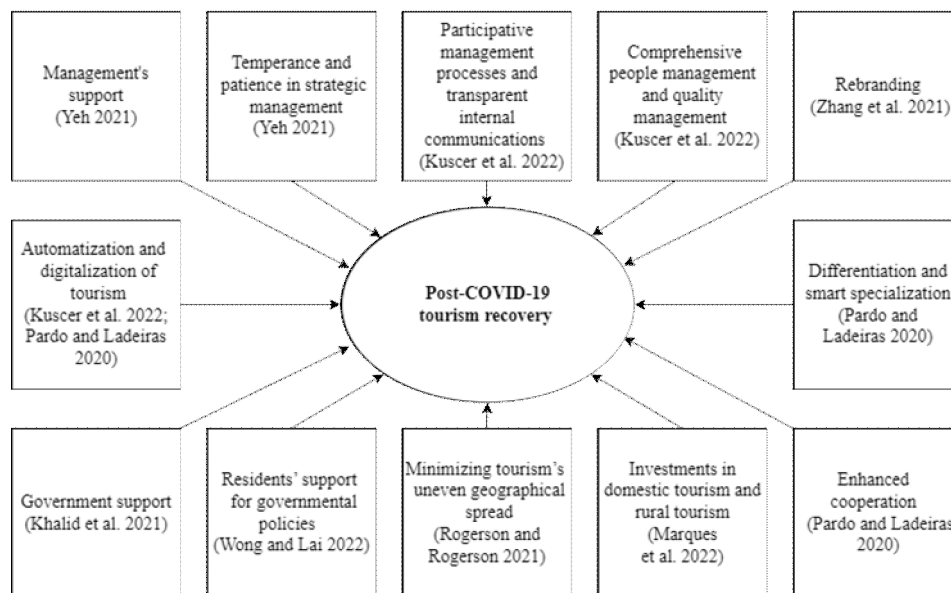 Management's
support
(Yeh 2021)
Temperance and
patience in strategic
management
(Yeh 2021)
Participative
management
processes and
transparent
internal
communications
(Kuscer et al. 2022)
Comprehensive
people management
and quality
management
(Kuscer et al. 2022)
Rebranding
(Zhang et al. 2021)
Automatization and
digitalization of
tourism
(Kuscer et al. 2022;
Pardo and Ladeiras
2020)
Post-COVID-19
tourism recovery
Differentiation and
smart specialization
(Pardo and
Ladeiras 2020)
Government support
(Khalid et al. 2021)
Residents’ support
for governmental
policies
(Wong and Lai 2022)
Minimizing tourism’s
uneven geographical
spread
(Rogerson and
Rogerson 2021)
Investments in
domestic tourism and
rural tourism
(Marques
et al. 2022)
Enhanced
cooperation
(Pardo and Ladeiras
2020)